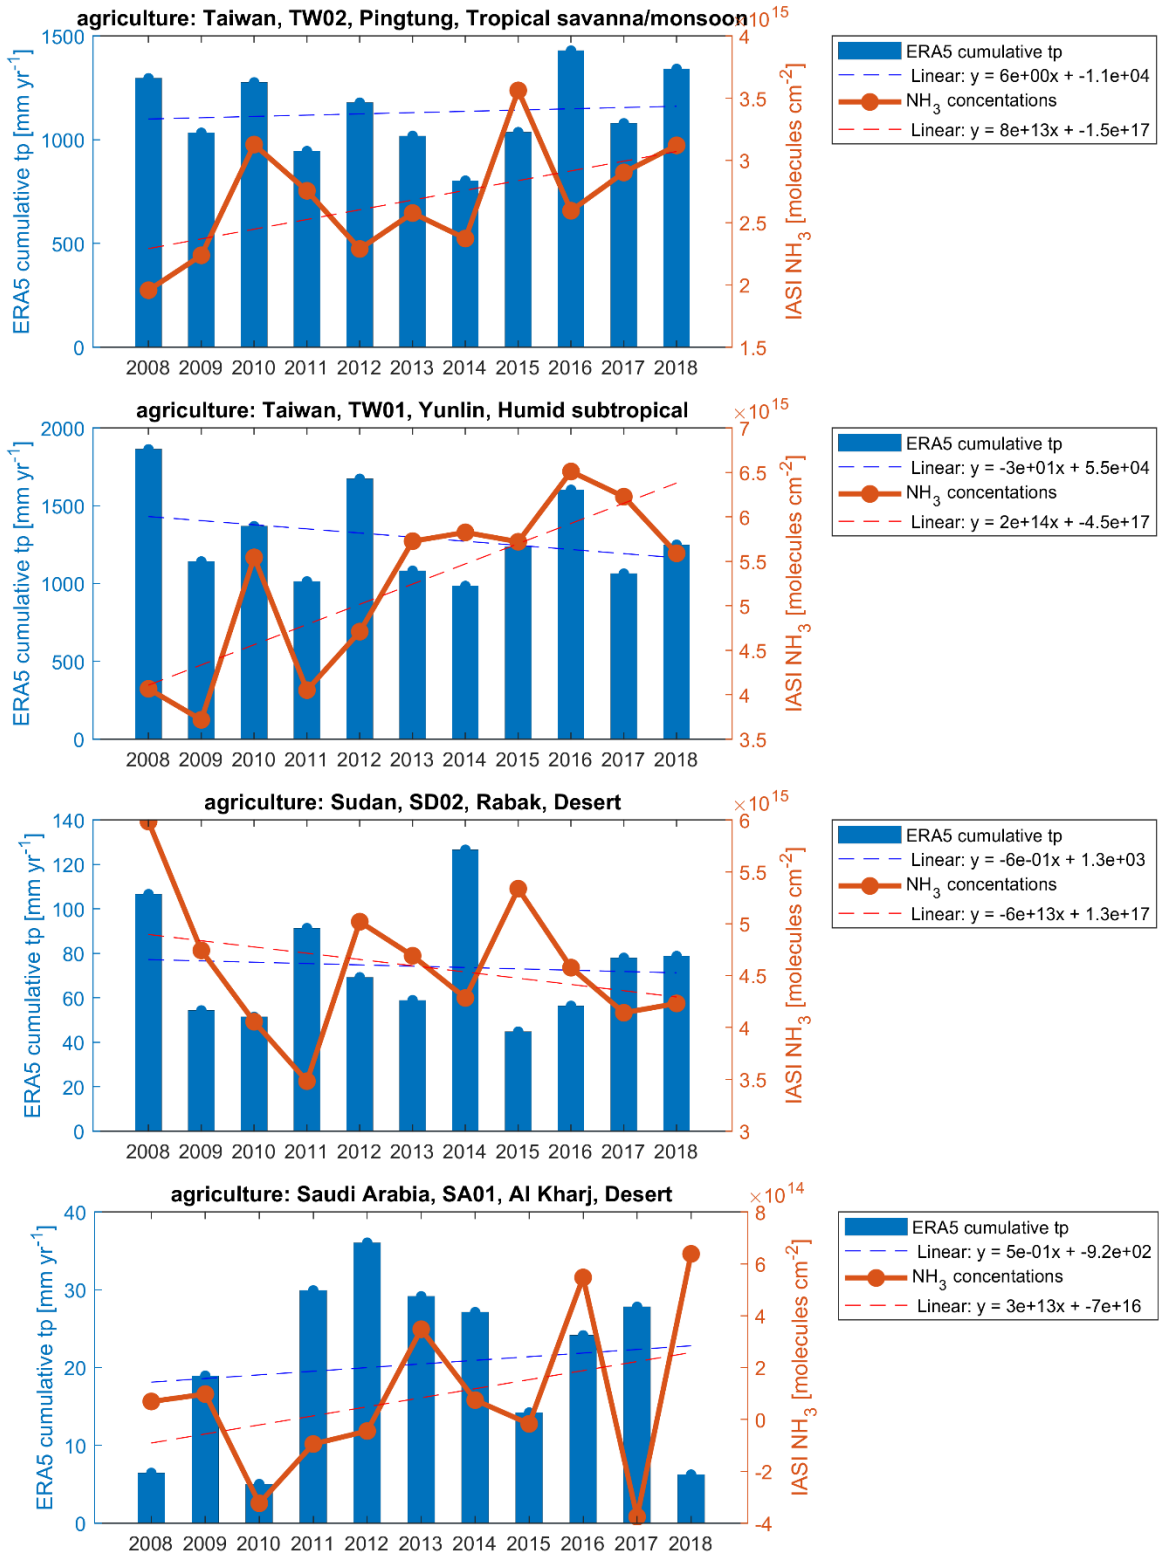 agriculture: Taiwan, TW02, Pingtung, Tropical savanna/monsoon
×10^15
ERA5 cumulative tp [mm yr^-1]
1500
1000
500
0
4
3.5
3
2.5
2
1.5
IASI NH_3 [molecules cm^-2]
2008 2009 2010 2011 2012 2013 2014 2015 2016 2017 2018
ERA5 cumulative tp
Linear: y = 6e+00x + -1.1e+04
NH_3 concentations
Linear: y = 8e+13x + -1.5e+17
agriculture: Taiwan, TW01, Yunlin, Humid subtropical
×10^15
ERA5 cumulative tp [mm yr^-1]
2000
1500
1000
500
0
7
6.5
6
5.5
5
4.5
4
3.5
IASI NH_3 [molecules cm^-2]
2008 2009 2010 2011 2012 2013 2014 2015 2016 2017 2018
ERA5 cumulative tp
Linear: y = -3e+01x + 5.5e+04
NH_3 concentations
Linear: y = 2e+14x + -4.5e+17
agriculture: Sudan, SD02, Rabak, Desert
×10^15
ERA5 cumulative tp [mm yr^-1]
140
120
100
80
60
40
20
0
6
5.5
5
4.5
4
3.5
3
IASI NH_3 [molecules cm^-2]
2008 2009 2010 2011 2012 2013 2014 2015 2016 2017 2018
ERA5 cumulative tp
Linear: y = -6e-01x + 1.3e+03
NH_3 concentations
Linear: y = -6e+13x + 1.3e+17
agriculture: Saudi Arabia, SA01, Al Kharj, Desert
×10^14
ERA5 cumulative tp [mm yr^-1]
40
30
20
10
0
8
6
4
2
0
-2
-4
IASI NH_3 [molecules cm^-2]
2008 2009 2010 2011 2012 2013 2014 2015 2016 2017 2018
ERA5 cumulative tp
Linear: y = 5e-01x + -9.2e+02
NH_3 concentations
Linear: y = 3e+13x + -7e+16